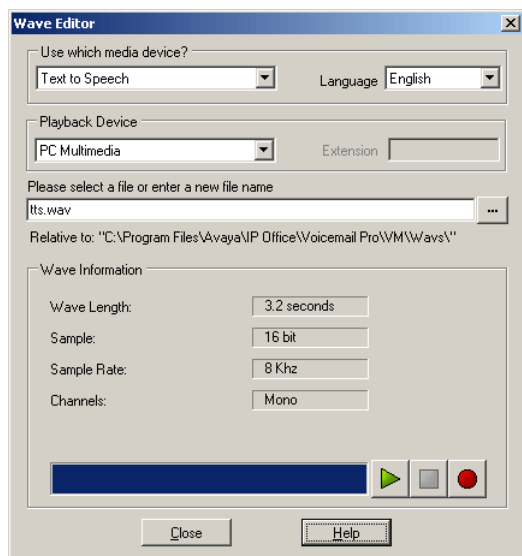 Wave Editor
Use which media device?
Text to Speech
Language English
Playback Device
PC Multimedia
Extension
Please select a file or enter a new file name
tts.wav
...
Relative to: "C:\Program Files\Avaya\IP Office\Voicemail Pro\VM\Wavs\"
Wave Information
Wave Length: 3.2 seconds
Sample: 16 bit
Sample Rate: 8 Khz
Channels: Mono
Close Help